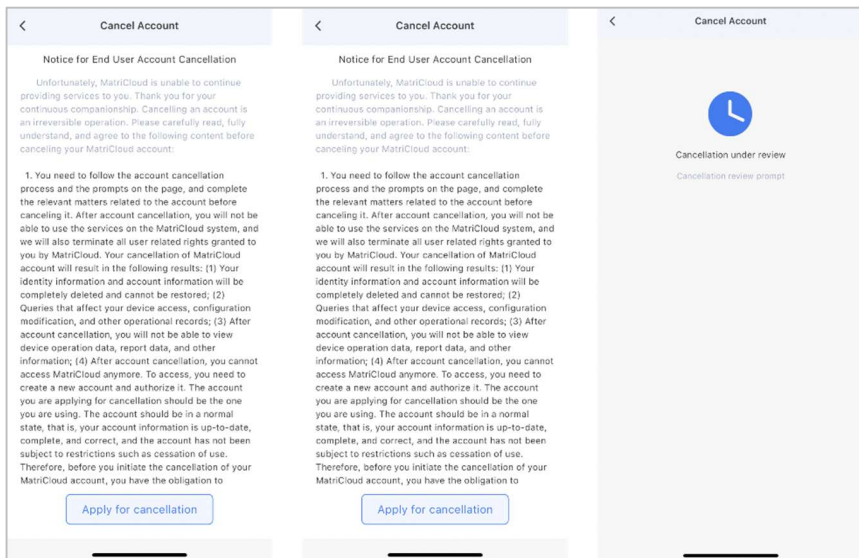 Cancel Account
Notice for End User Account Cancellation
Unfortunately, MatriCloud is unable to continue
providing services to you. Thank you for your
continuous companionship. Cancelling an account is
an irreversible operation. Please carefully read, fully
understand, and agree to the following content before
canceling your MatriCloud account:
1. You need to follow the account cancellation
process and the prompts on the page, and complete
the relevant matters related to the account before
canceling it. After account cancellation, you will not be
able to use the services on the MatriCloud system, and
we will also terminate all user related rights granted to
you by MatriCloud. Your cancellation of MatriCloud
account will result in the following results: (1) Your
identity information and account information will be
completely deleted and cannot be restored; (2)
Queries that affect your device access, configuration
modification, and other operational records; (3) After
account cancellation, you will not be able to view
device operation data, report data, and other
information; (4) After account cancellation, you cannot
access MatriCloud anymore. To access, you need to
create a new account and authorize it. The account
you are applying for cancellation should be the one
you are using. The account should be in a normal
state, that is, your account information is up-to-date,
complete, and correct, and the account has not been
subject to restrictions such as cessation of use.
Therefore, before you initiate the cancellation of your
MatriCloud account, you have the obligation to
Apply for cancellation
Cancel Account
Notice for End User Account Cancellation
Unfortunately, MatriCloud is unable to continue
providing services to you. Thank you for your
continuous companionship. Cancelling an account is
an irreversible operation. Please carefully read, fully
understand, and agree to the following content before
canceling your MatriCloud account:
1. You need to follow the account cancellation
process and the prompts on the page, and complete
the relevant matters related to the account before
canceling it. After account cancellation, you will not be
able to use the services on the MatriCloud system, and
we will also terminate all user related rights granted to
you by MatriCloud. Your cancellation of MatriCloud
account will result in the following results: (1) Your
identity information and account information will be
completely deleted and cannot be restored; (2)
Queries that affect your device access, configuration
modification, and other operational records; (3) After
account cancellation, you will not be able to view
device operation data, report data, and other
information; (4) After account cancellation, you cannot
access MatriCloud anymore. To access, you need to
create a new account and authorize it. The account
you are applying for cancellation should be the one
you are using. The account should be in a normal
state, that is, your account information is up-to-date,
complete, and correct, and the account has not been
subject to restrictions such as cessation of use.
Therefore, before you initiate the cancellation of your
MatriCloud account, you have the obligation to
Apply for cancellation
Cancel Account
Cancellation under review
Cancellation review prompt